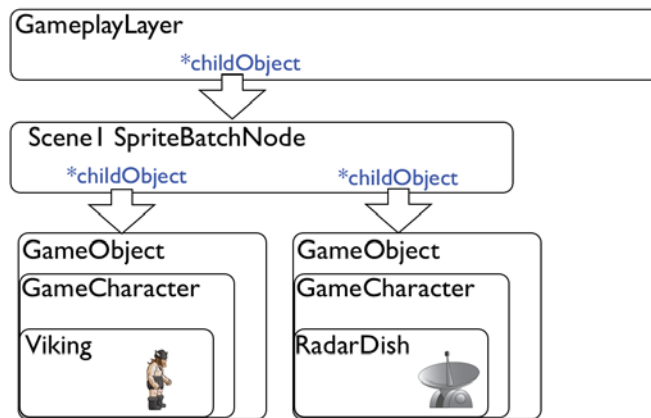 GameplayLayer
*childObject
Scene1 SpriteBatchNode
*childObject *childObject
GameObject GameObject
GameCharacter GameCharacter
Viking RadarDish